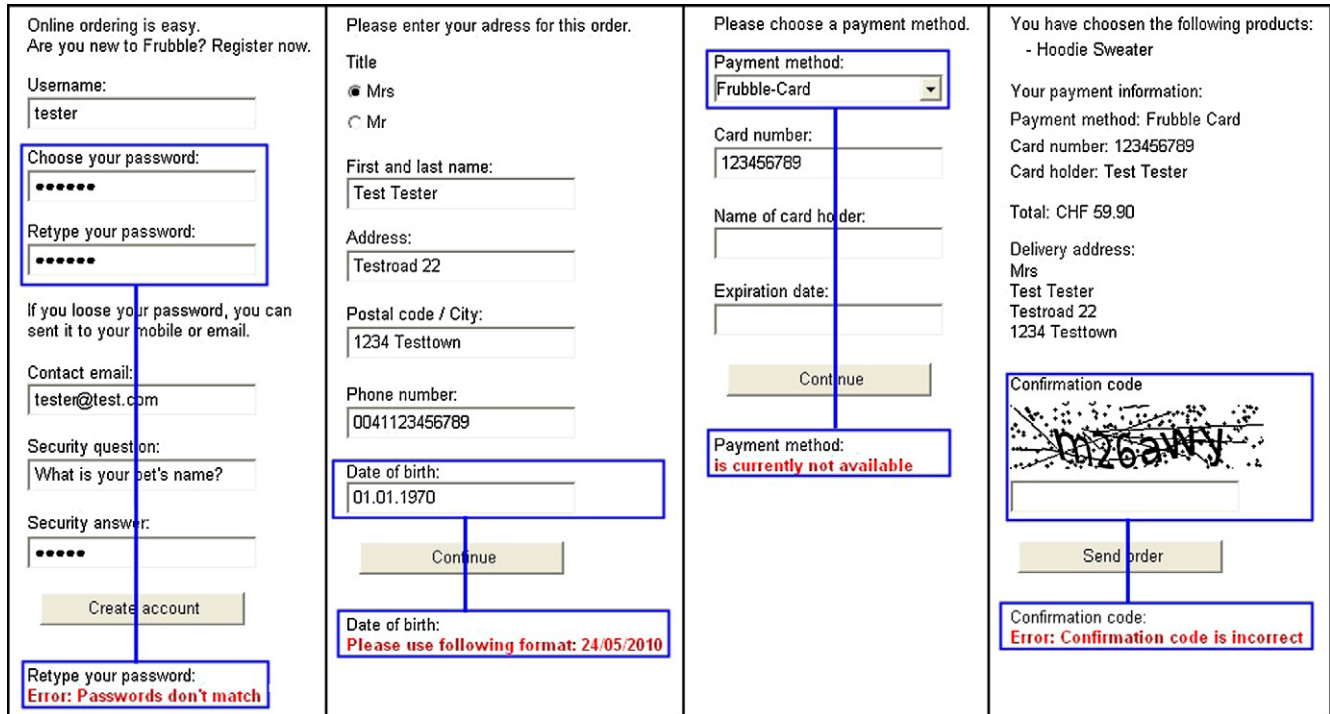 Online ordering is easy.
Are you new to Frubble? Register now.
Username:
tester
Choose your password:
••••••
Retype your password:
••••••
If you loose your password, you can
sent it to your mobile or email.
Contact email:
tester@test.com
Security question:
What is your pet's name?
Security answer:
•••••
Create account
Retype your password:
Error: Passwords don't match
Please enter your adress for this order.
Title
Mrs
Mr
First and last name:
Test Tester
Address:
Testroad 22
Postal code / City:
1234 Testtown
Phone number:
0041123456789
Date of birth:
01.01.1970
Continue
Date of birth:
Please use following format: 24/05/2010
Please choose a payment method.
Payment method:
Frubble-Card
Card number:
123456789
Name of card holder:
Expiration date:
Continue
Payment method:
is currently not available
You have choosen the following products:
- Hoodie Sweater
Your payment information:
Payment method: Frubble Card
Card number: 123456789
Card holder: Test Tester
Total: CHF 59.90
Delivery address:
Mrs
Test Tester
Testroad 22
1234 Testtown
Confirmation code
m26awy
Send order
Confirmation code:
Error: Confirmation code is incorrect